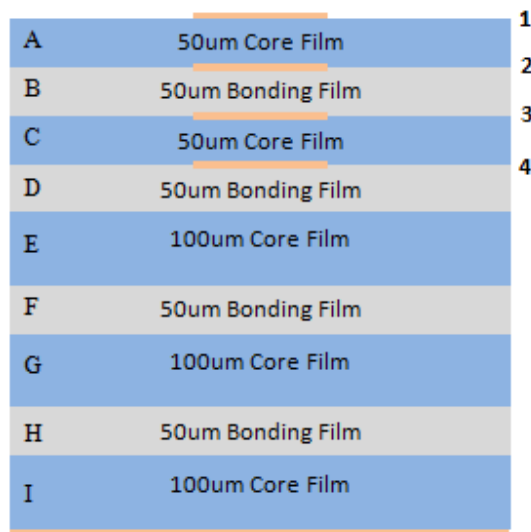 1
A 50um Core Film
2
B 50um Bonding Film
3
C 50um Core Film
4
D 50um Bonding Film
E 100um Core Film
F 50um Bonding Film
G 100um Core Film
H 50um Bonding Film
I 100um Core Film